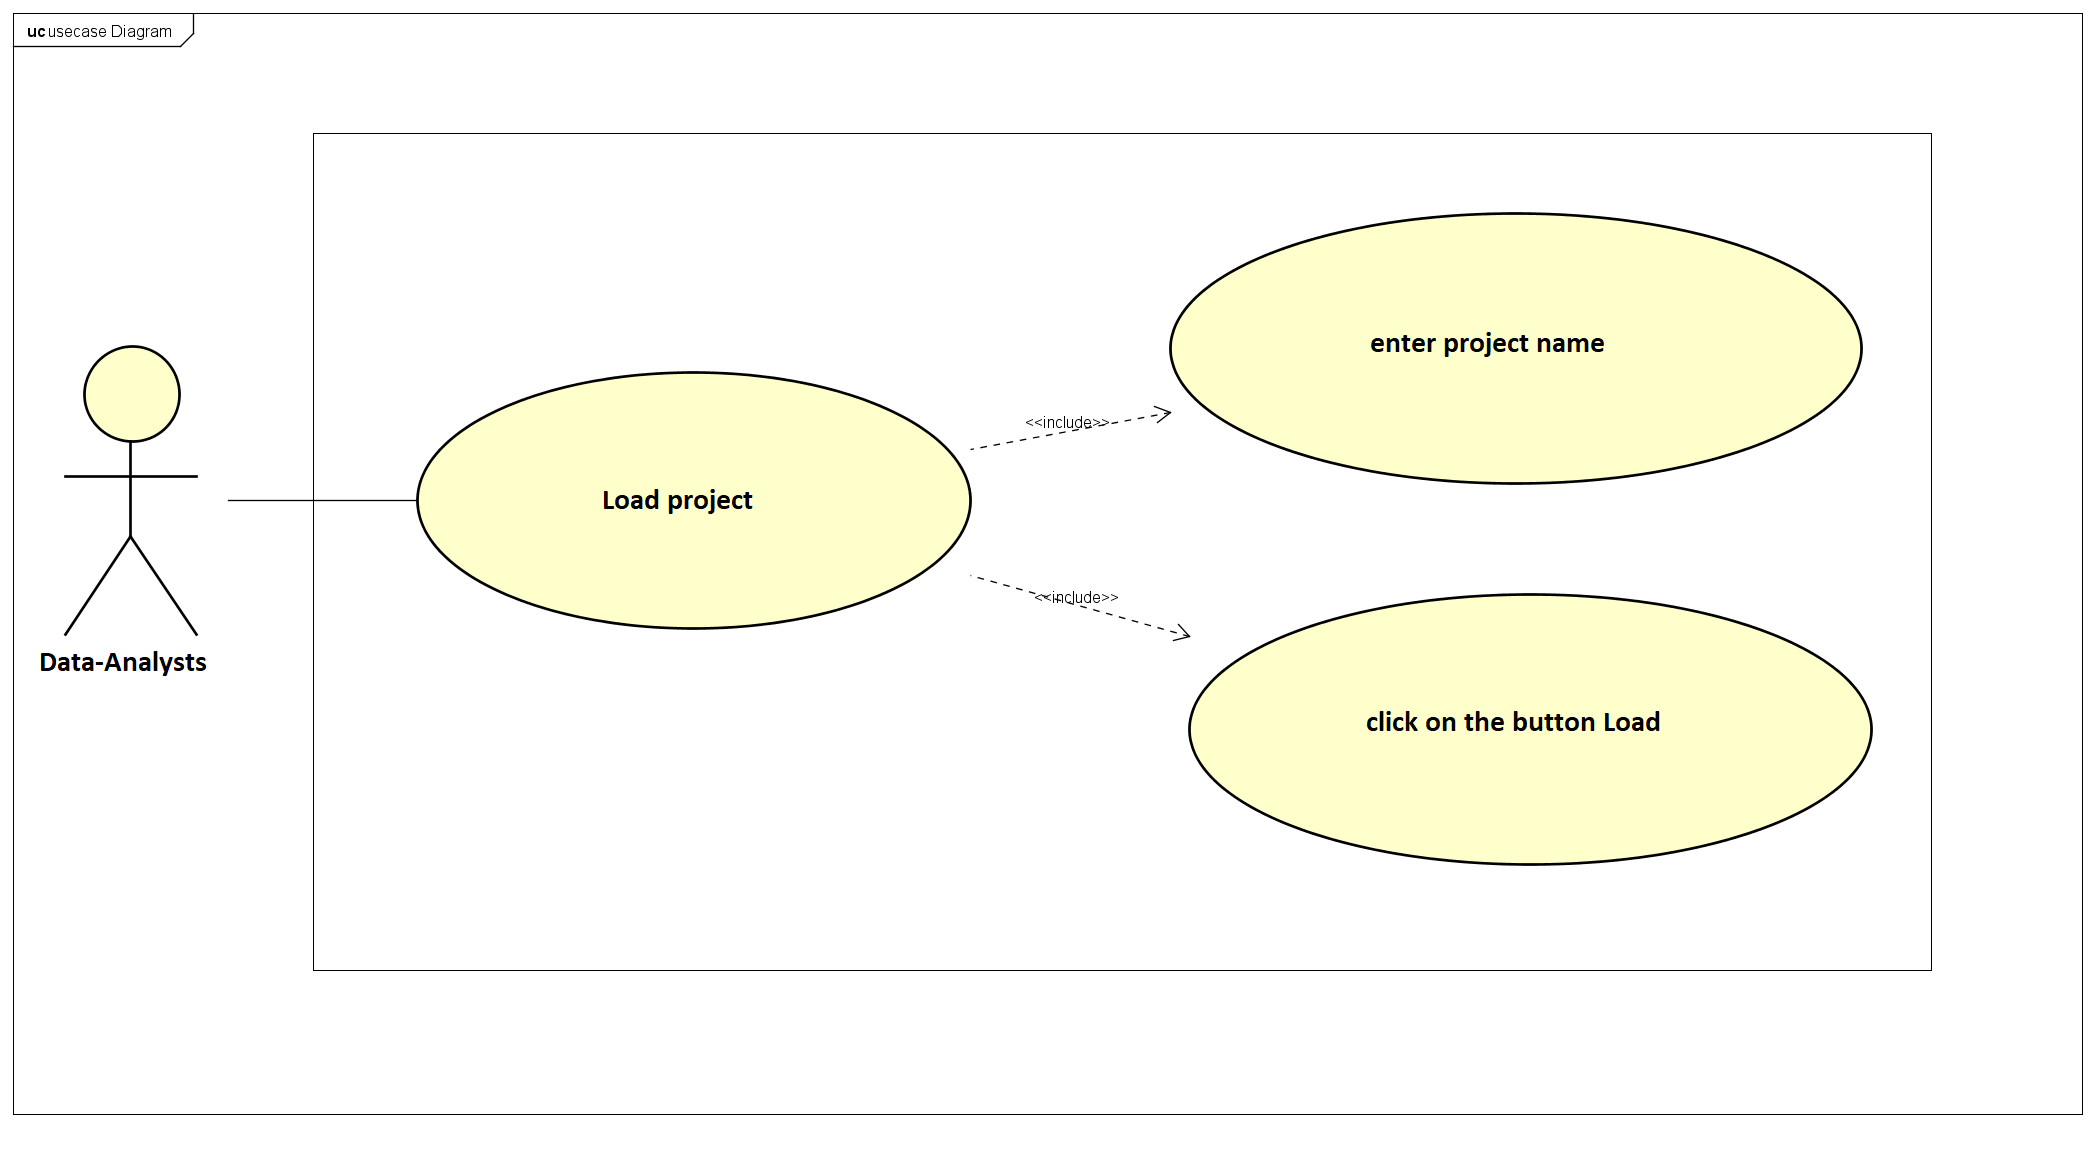 uc usecase Diagram
enter project name
<<include>>
Load project
<<include>>
Data-Analysts
click on the button Load